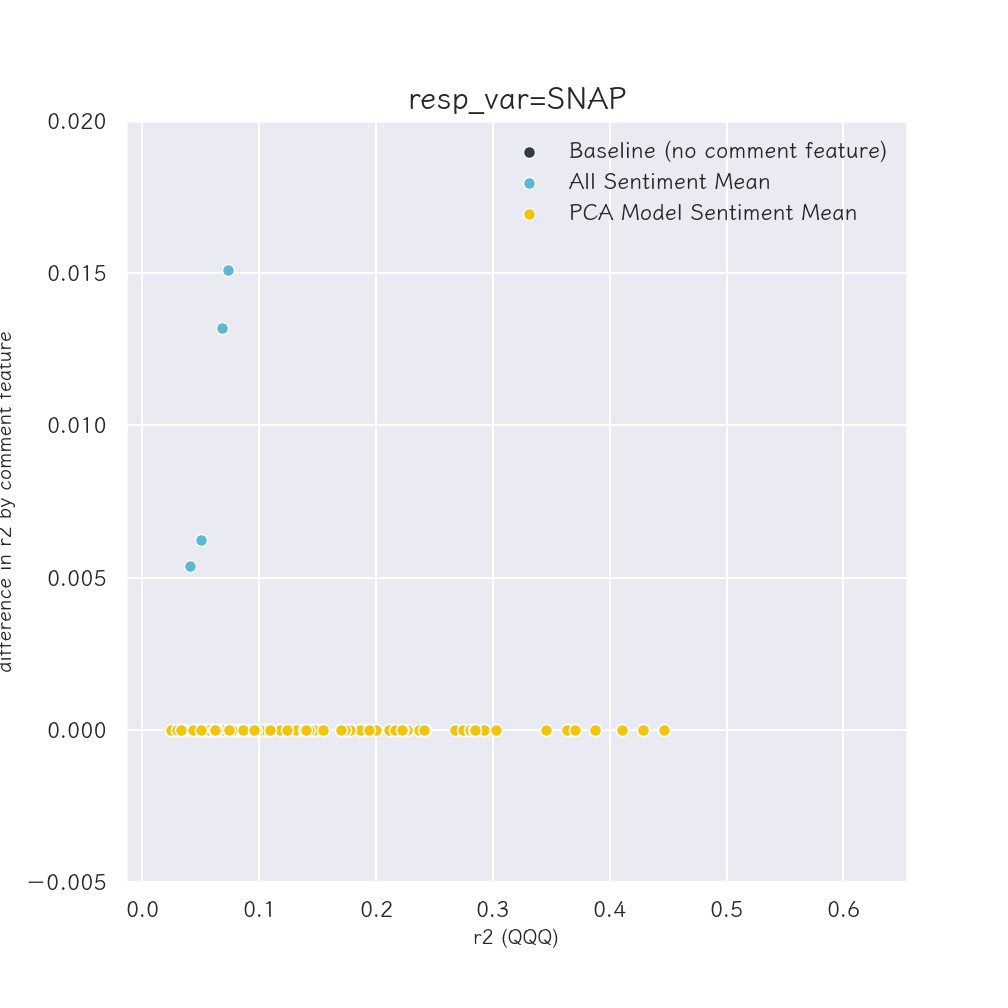 resp_var=SNAP
Baseline (no comment feature)
All Sentiment Mean
PCA Model Sentiment Mean
difference in r2 by comment feature
0.020
0.015
0.010
0.005
0.000
−0.005
0.0 0.1 0.2 0.3 0.4 0.5 0.6
r2 (QQQ)